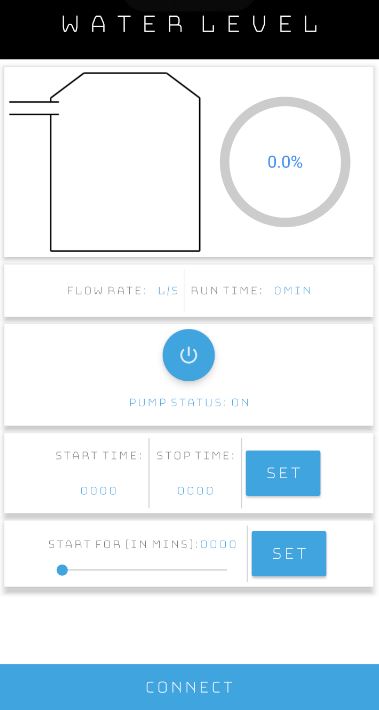 WATER LEVEL
0.0%
FLOW RATE: L/S RUN TIME: 0MIN
PUMP STATUS: ON
START TIME: STOP TIME:
0000 0000
SET
START FOR [IN MINS]:0000
SET
CONNECT